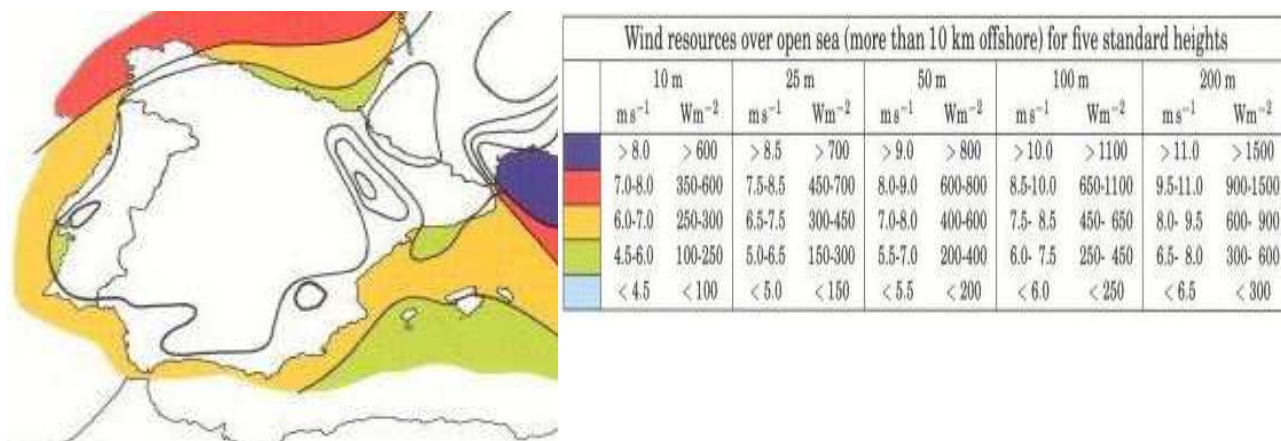 Wind resources over open sea (more than 10 km offshore) for five standard heights
10 m 25 m 50 m 100 m 200 m
m s⁻¹ Wm⁻² m s⁻¹ Wm⁻² m s⁻¹ Wm⁻² m s⁻¹ Wm⁻² m s⁻¹ Wm⁻²
> 8.0 > 600 > 8.5 > 700 > 9.0 > 800 > 10.0 > 1100 > 11.0 > 1500
7.0-8.0 350-600 7.5-8.5 450-700 8.0-9.0 600-800 8.5-10.0 650-1100 9.5-11.0 900-1500
6.0-7.0 250-300 6.5-7.5 300-450 7.0-8.0 400-600 7.5- 8.5 450- 650 8.0- 9.5 600- 900
4.5-6.0 100-250 5.0-6.5 150-300 5.5-7.0 200-400 6.0- 7.5 250- 450 6.5- 8.0 300- 600
< 4.5 < 100 < 5.0 < 150 < 5.5 < 200 < 6.0 < 250 < 6.5 < 300